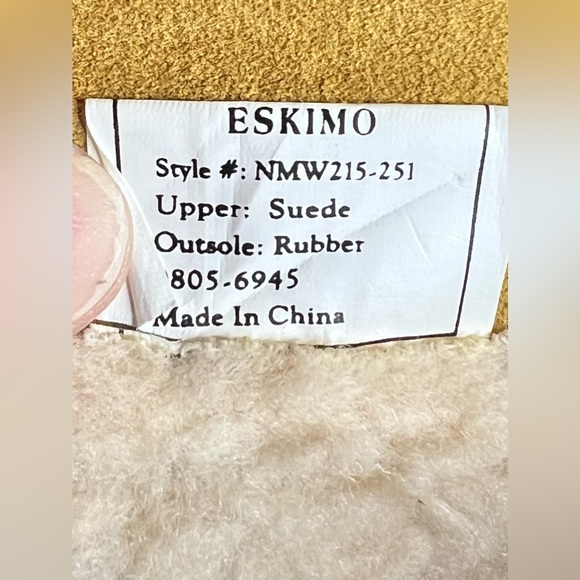 ESKIMO
Style #: NMW215-251
Upper: Suede
Outsole: Rubber
805-6945
Made In China